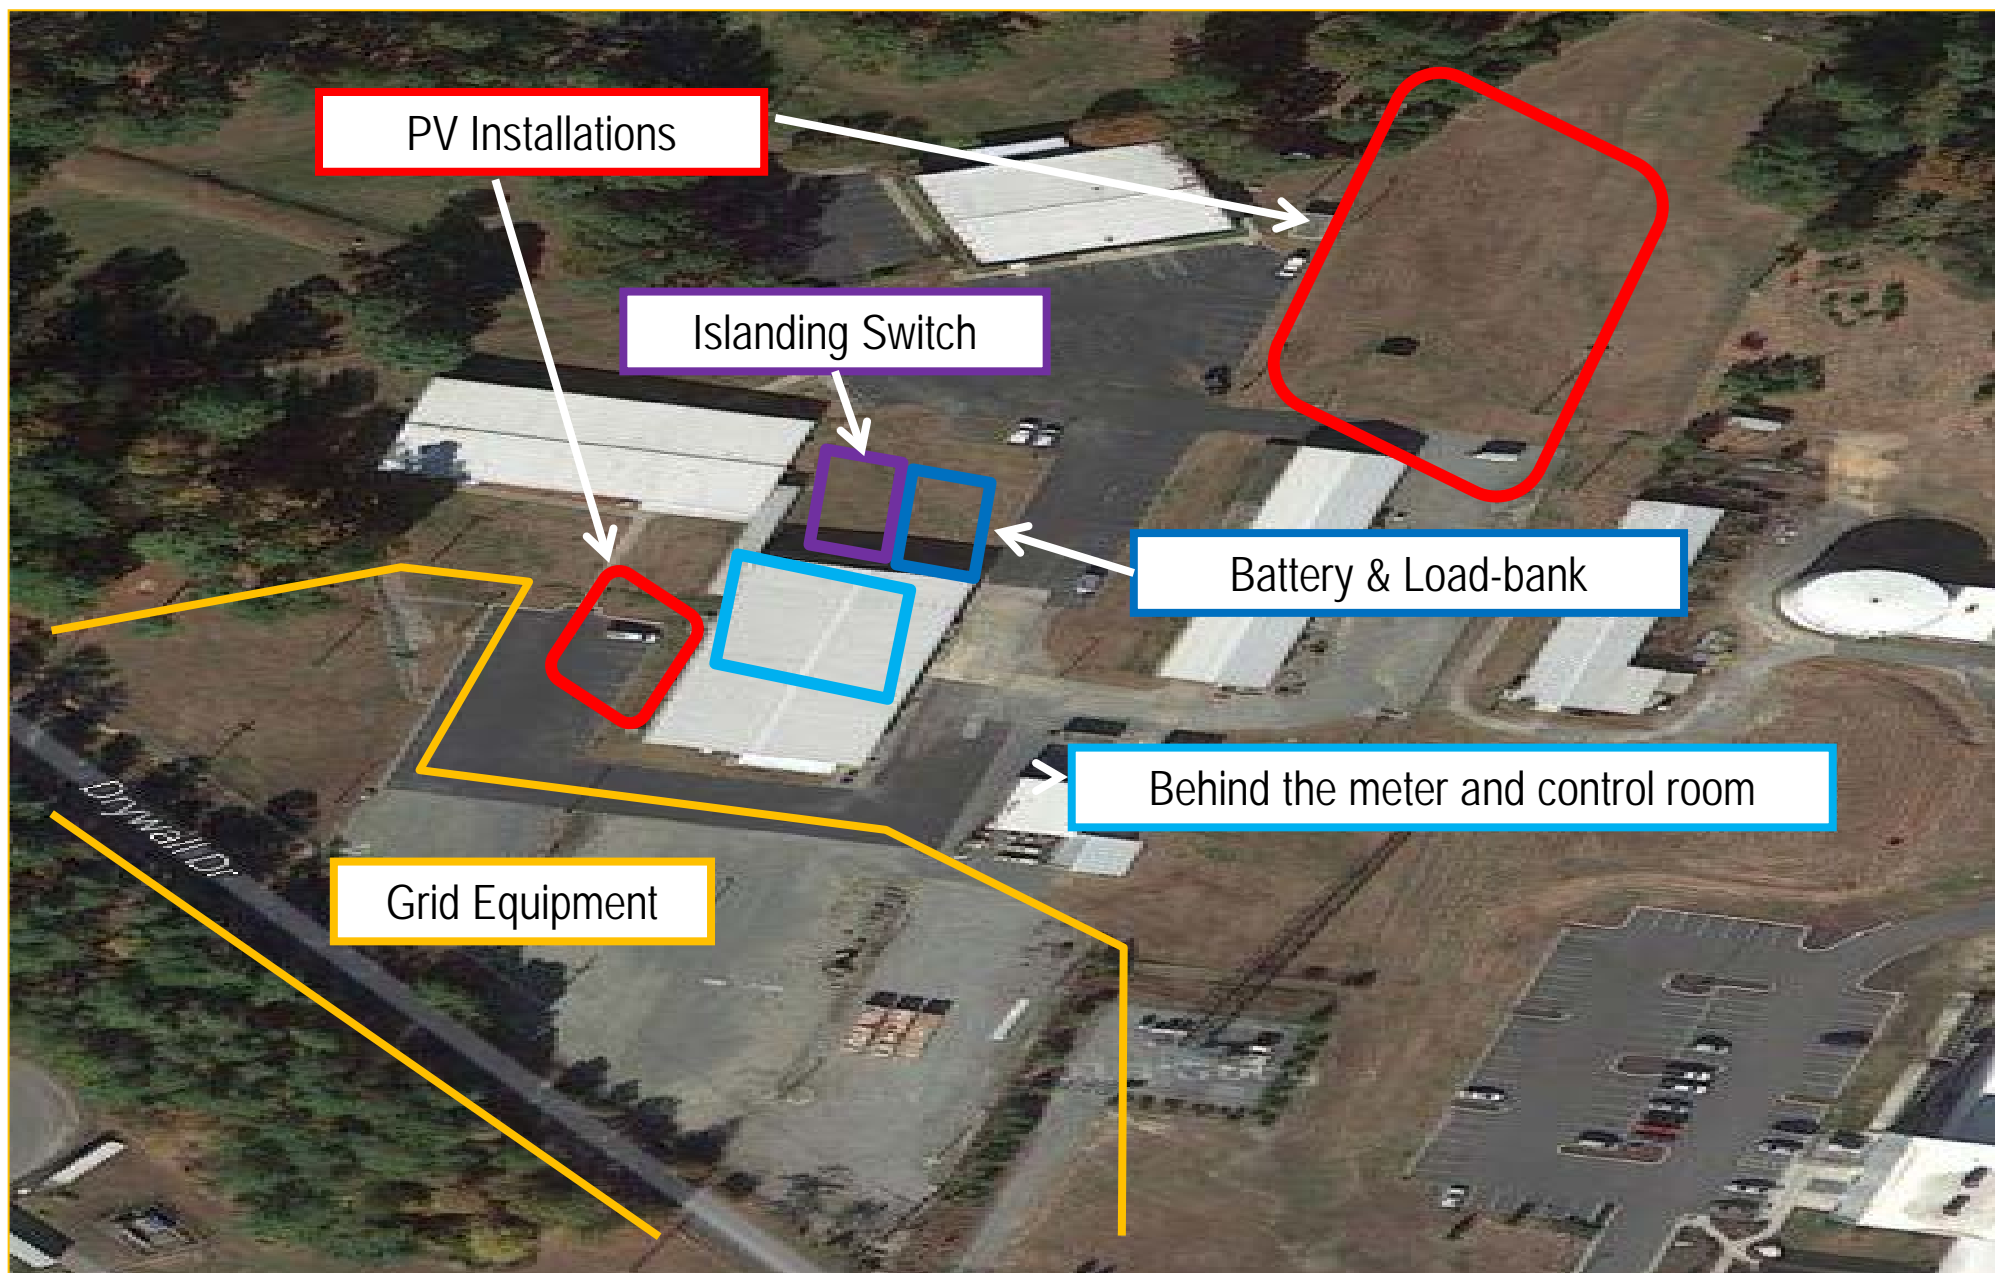 PV Installations
Islanding Switch
Battery & Load-bank
Behind the meter and control room
Drywall Dr
Grid Equipment